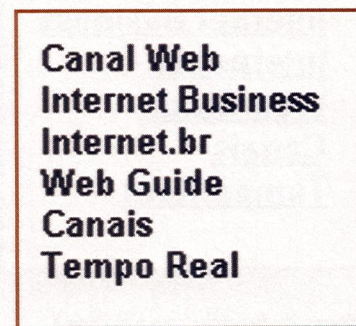 Canal Web
Internet Business
Internet.br
Web Guide
Canais
Tempo Real